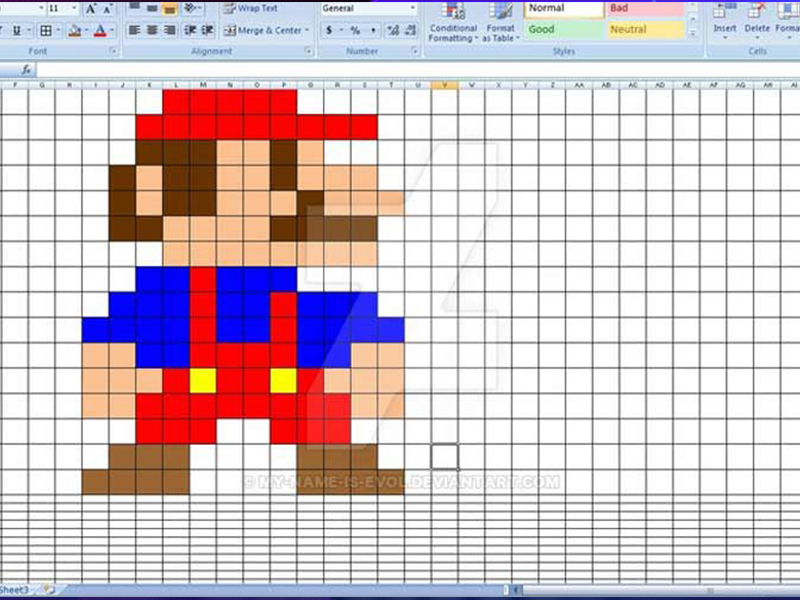 11 A A Wrap Text General Normal Bad
U A Merge & Center $ % , Conditional Formatting Format as Table Good Neutral Insert Delete Forma
Font Alignment Number Styles Cells
fx
F G H I J K L M N O P Q R S T U V W X Y Z AA AB AC AD AE AF AG AH AI
© MY-NAME-IS-EVOL.DEVIANTART.COM
Sheet3